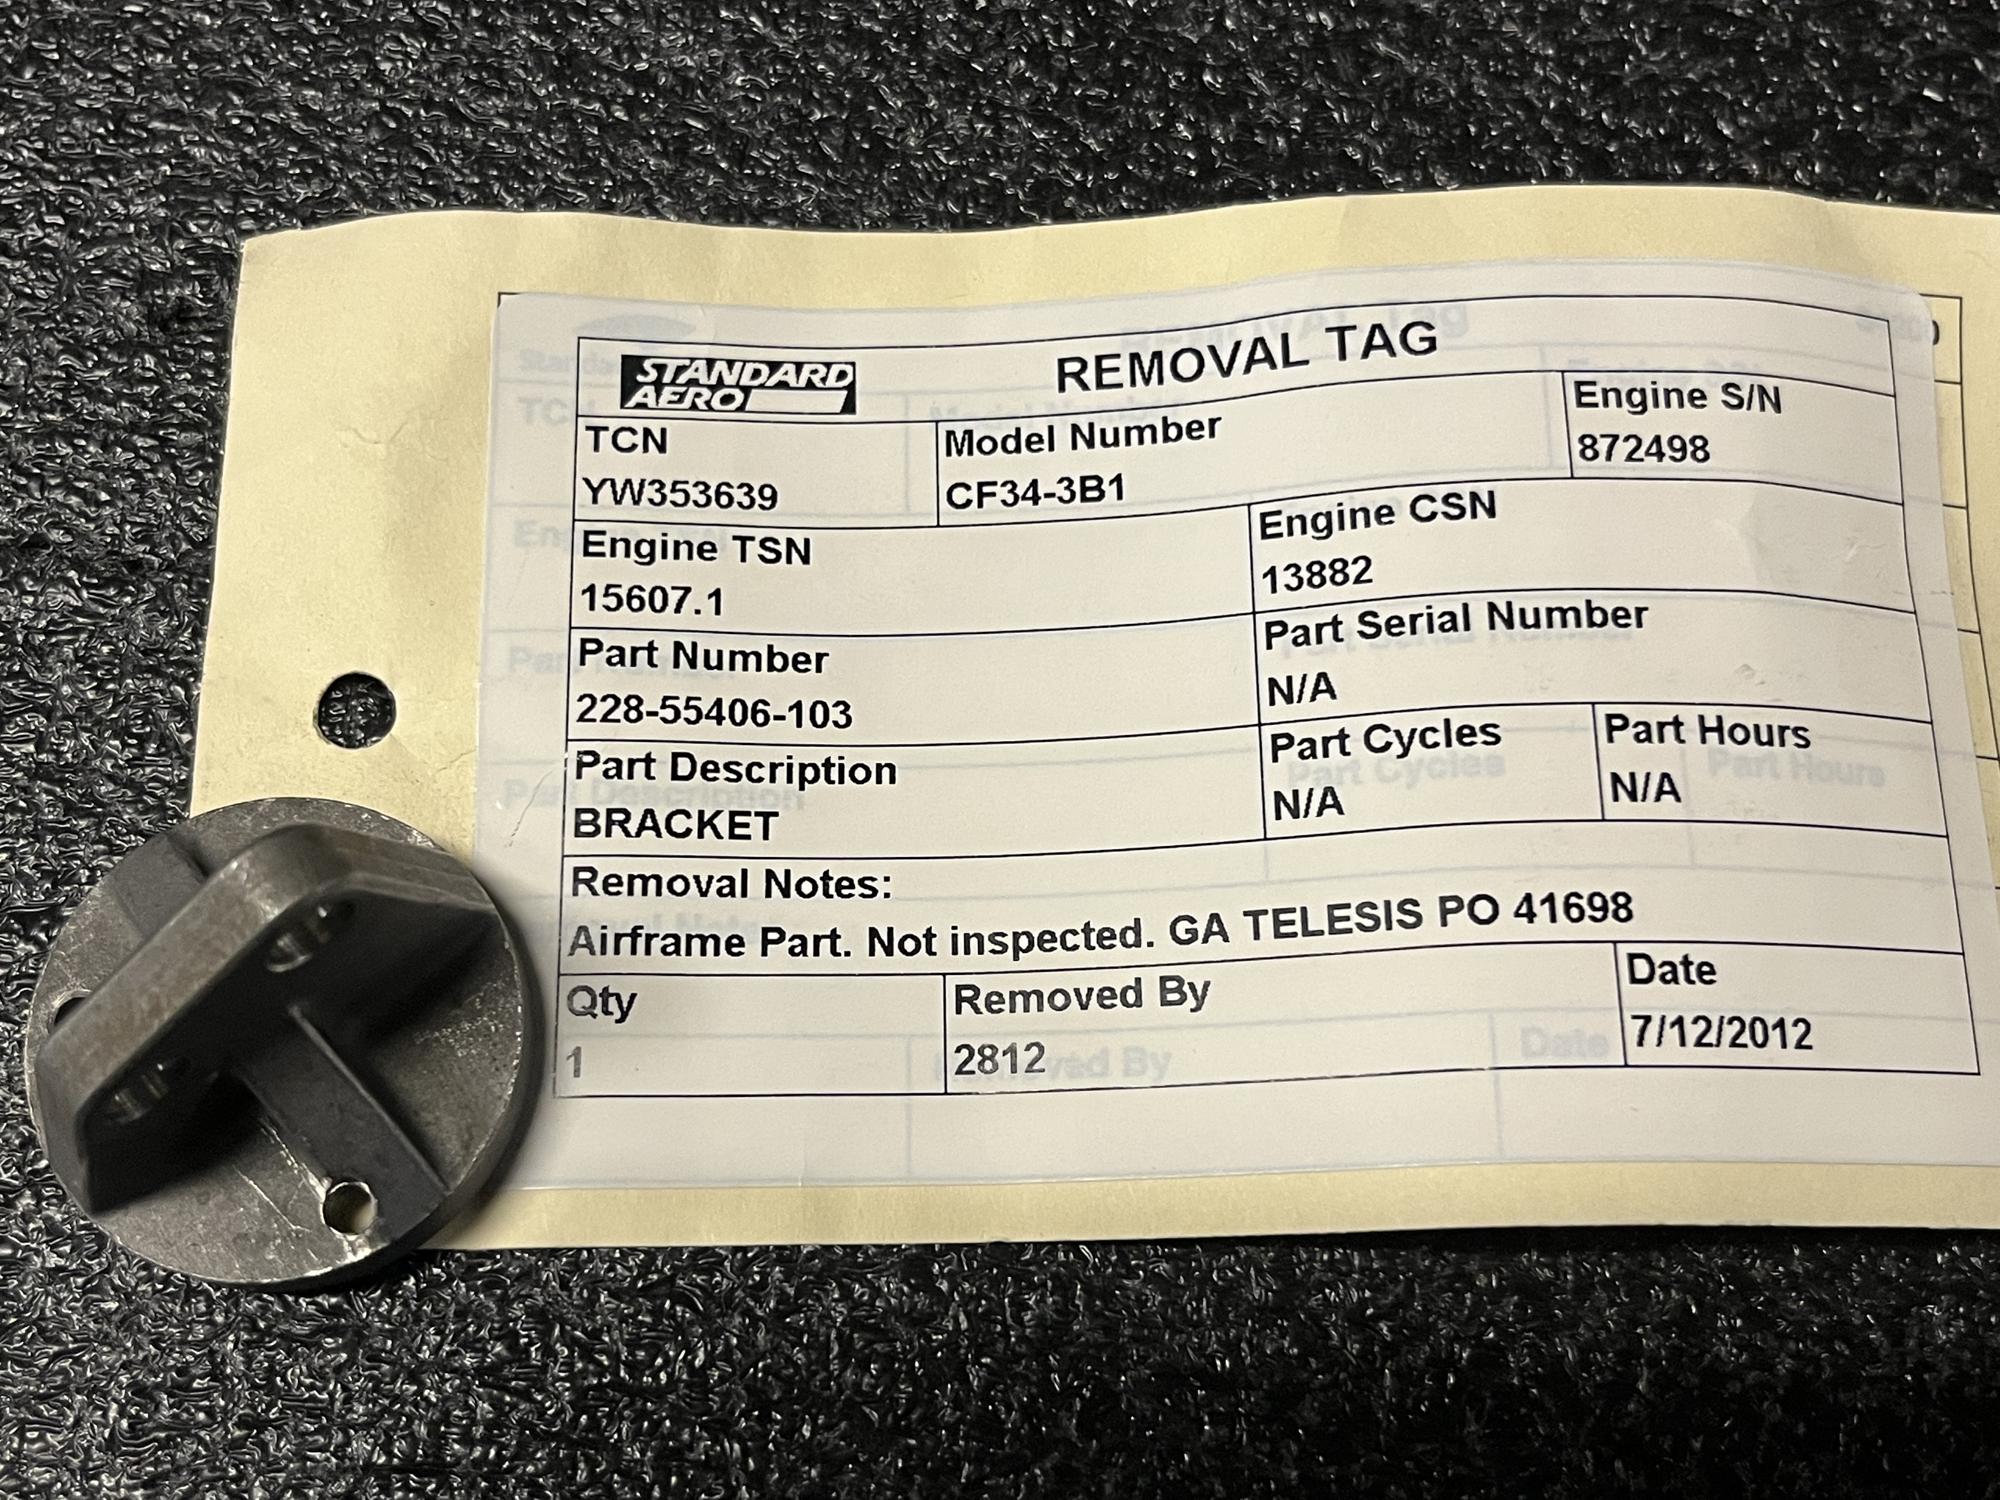 STANDARD AERO
REMOVAL TAG
TCN
YW353639
Model Number
CF34-3B1
Engine S/N
872498
Engine TSN
15607.1
Engine CSN
13882
Part Number
228-55406-103
Part Serial Number
N/A
Part Description
BRACKET
Part Cycles
N/A
Part Hours
N/A
Removal Notes:
Airframe Part. Not inspected. GA TELESIS PO 41698
Qty
1
Removed By
2812
Date
7/12/2012